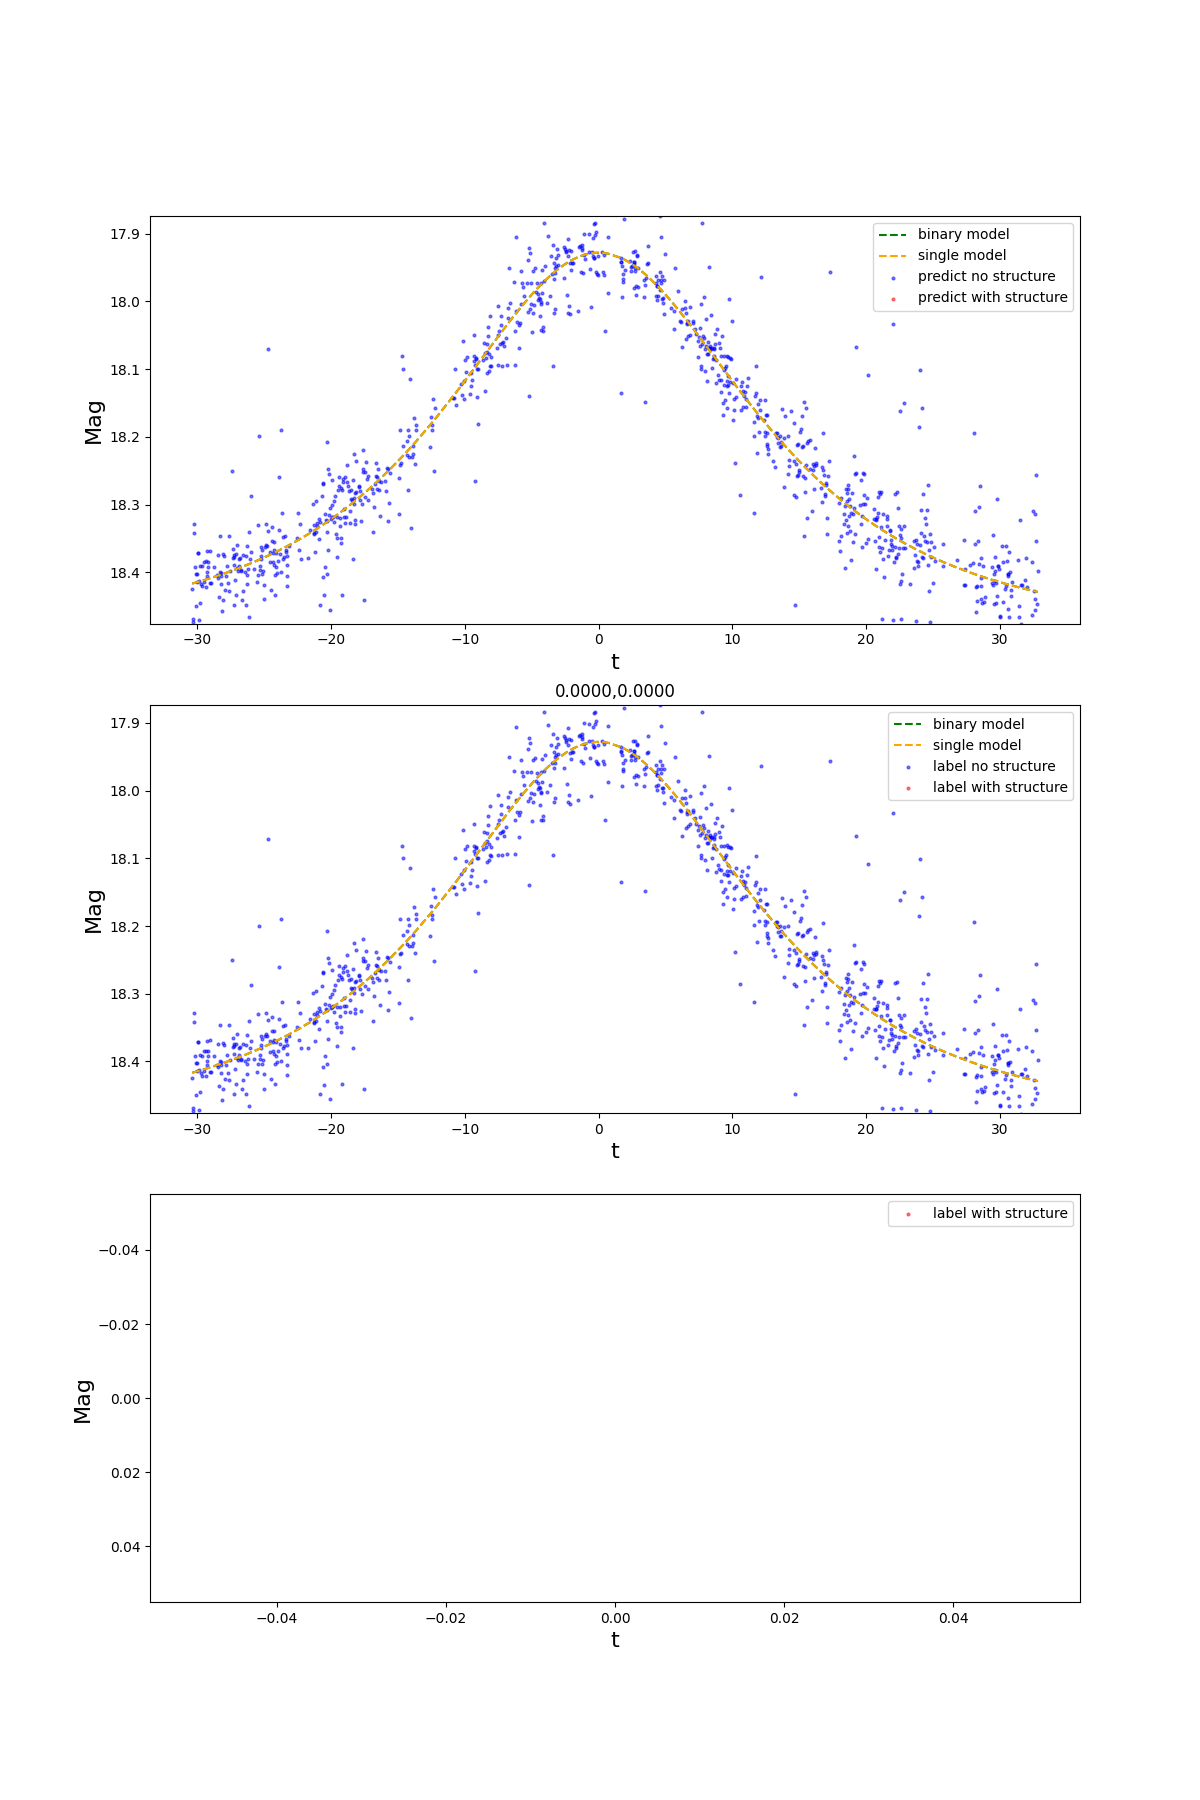 17.9
18.0
18.1
18.2
18.3
18.4
Mag
binary model
single model
predict no structure
predict with structure
−30 −20 −10 0 10 20 30
t
0.0000,0.0000
17.9
18.0
18.1
18.2
18.3
18.4
Mag
binary model
single model
label no structure
label with structure
−30 −20 −10 0 10 20 30
t
label with structure
−0.04
−0.02
0.00
0.02
0.04
Mag
−0.04 −0.02 0.00 0.02 0.04
t